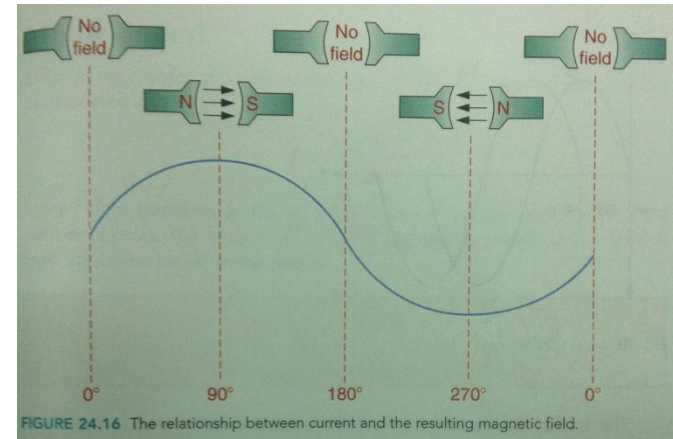 No field
No field
No field
N S
S N
0° 90° 180° 270° 0°
FIGURE 24.16 The relationship between current and the resulting magnetic field.